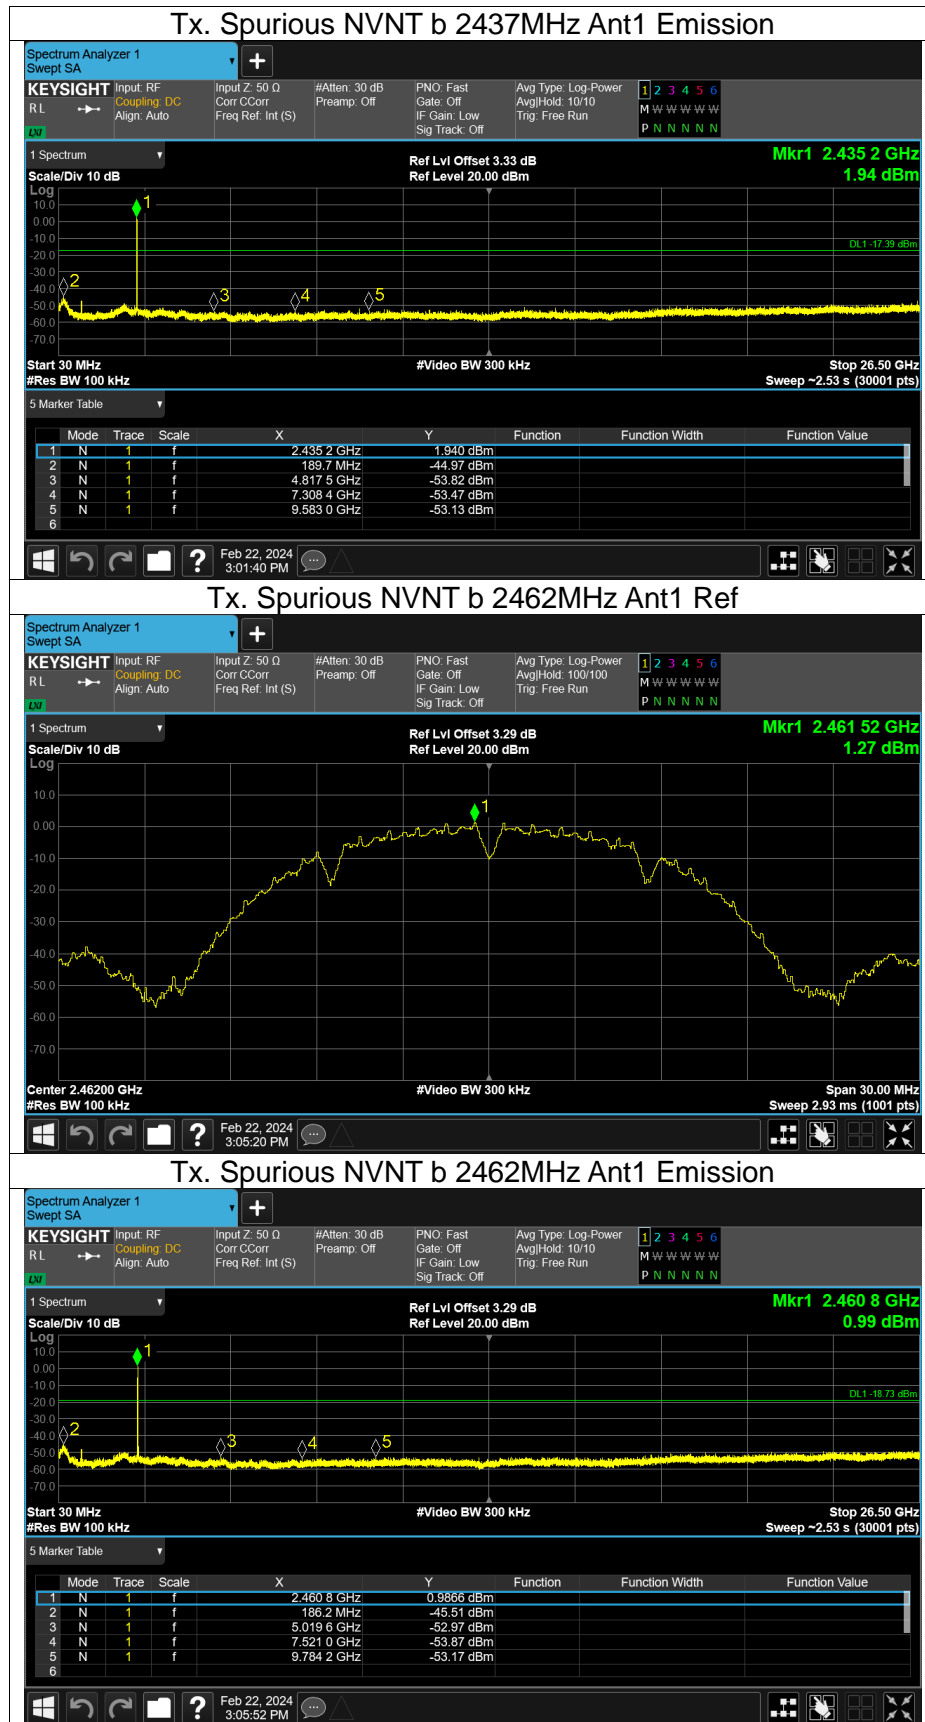 Tx. Spurious NVNT b 2437MHz Ant1 Emission
Spectrum Analyzer 1
Swept SA
KEYSIGHT Input: RF Input Z: 50 Ω #Atten: 30 dB PNO: Fast Avg Type: Log-Power 1 2 3 4 5 6
RL Coupling: DC Corr CCorr Preamp: Off Gate: Off Avg|Hold: 10/10 M W W W W W
Align: Auto Freq Ref: Int (S) IF Gain: Low Trig: Free Run
LXI Sig Track: Off P N N N N N
1 Spectrum Ref Lvl Offset 3.33 dB Mkr1 2.435 2 GHz
Scale/Div 10 dB Ref Level 20.00 dBm 1.94 dBm
Log
10.0 1
0.00
-10.0
DL1 -17.39 dBm
-20.0
-30.0
-40.0 2
-50.0 3 4 5
-60.0
-70.0
Start 30 MHz #Video BW 300 kHz Stop 26.50 GHz
#Res BW 100 kHz Sweep ~2.53 s (30001 pts)
5 Marker Table
Mode Trace Scale X Y Function Function Width Function Value
1 N 1 f 2.435 2 GHz 1.940 dBm
2 N 1 f 189.7 MHz -44.97 dBm
3 N 1 f 4.817 5 GHz -53.82 dBm
4 N 1 f 7.308 4 GHz -53.47 dBm
5 N 1 f 9.583 0 GHz -53.13 dBm
6
? Feb 22, 2024
3:01:40 PM
Tx. Spurious NVNT b 2462MHz Ant1 Ref
Spectrum Analyzer 1
Swept SA
KEYSIGHT Input: RF Input Z: 50 Ω #Atten: 30 dB PNO: Fast Avg Type: Log-Power 1 2 3 4 5 6
RL Coupling: DC Corr CCorr Preamp: Off Gate: Off Avg|Hold: 100/100 M W W W W W
Align: Auto Freq Ref: Int (S) IF Gain: Low Trig: Free Run
LXI Sig Track: Off P N N N N N
1 Spectrum Ref Lvl Offset 3.29 dB Mkr1 2.461 52 GHz
Scale/Div 10 dB Ref Level 20.00 dBm 1.27 dBm
Log
10.0
1
0.00
-10.0
-20.0
-30.0
-40.0
-50.0
-60.0
-70.0
Center 2.46200 GHz #Video BW 300 kHz Span 30.00 MHz
#Res BW 100 kHz Sweep 2.93 ms (1001 pts)
? Feb 22, 2024
3:05:20 PM
Tx. Spurious NVNT b 2462MHz Ant1 Emission
Spectrum Analyzer 1
Swept SA
KEYSIGHT Input: RF Input Z: 50 Ω #Atten: 30 dB PNO: Fast Avg Type: Log-Power 1 2 3 4 5 6
RL Coupling: DC Corr CCorr Preamp: Off Gate: Off Avg|Hold: 10/10 M W W W W W
Align: Auto Freq Ref: Int (S) IF Gain: Low Trig: Free Run
LXI Sig Track: Off P N N N N N
1 Spectrum Ref Lvl Offset 3.29 dB Mkr1 2.460 8 GHz
Scale/Div 10 dB Ref Level 20.00 dBm 0.99 dBm
Log
10.0 1
0.00
-10.0
DL1 -18.73 dBm
-20.0
-30.0
-40.0 2
-50.0 3 4 5
-60.0
-70.0
Start 30 MHz #Video BW 300 kHz Stop 26.50 GHz
#Res BW 100 kHz Sweep ~2.53 s (30001 pts)
5 Marker Table
Mode Trace Scale X Y Function Function Width Function Value
1 N 1 f 2.460 8 GHz 0.9866 dBm
2 N 1 f 186.2 MHz -45.51 dBm
3 N 1 f 5.019 6 GHz -52.97 dBm
4 N 1 f 7.521 0 GHz -53.87 dBm
5 N 1 f 9.784 2 GHz -53.17 dBm
6
? Feb 22, 2024
3:05:52 PM